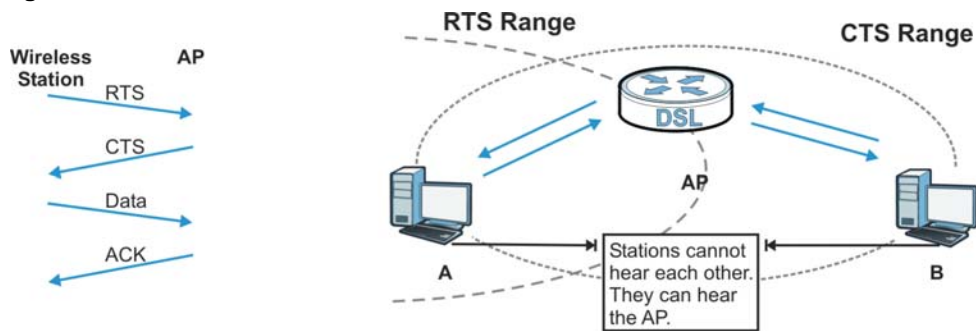 Wireless
Station
AP
RTS
CTS
Data
ACK
RTS Range
CTS Range
DSL
AP
A
B
Stations cannot
hear each other.
They can hear
the AP.